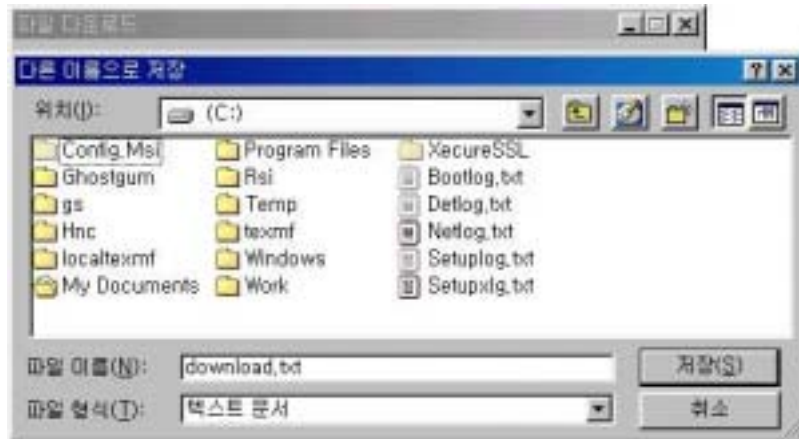 파일 다운로드
다른 이름으로 저장
위치(I):
(C:)
Config.Msi
Ghostgum
gs
Hnc
localtexmf
My Documents
Program Files
Rsi
Temp
texmf
Windows
Work
XecureSSL
Bootlog.txt
Detlog.txt
Netlog.txt
Setuplog.txt
Setupxlg.txt
파일 이름(N):
download.txt
저장(S)
파일 형식(T):
텍스트 문서
취소